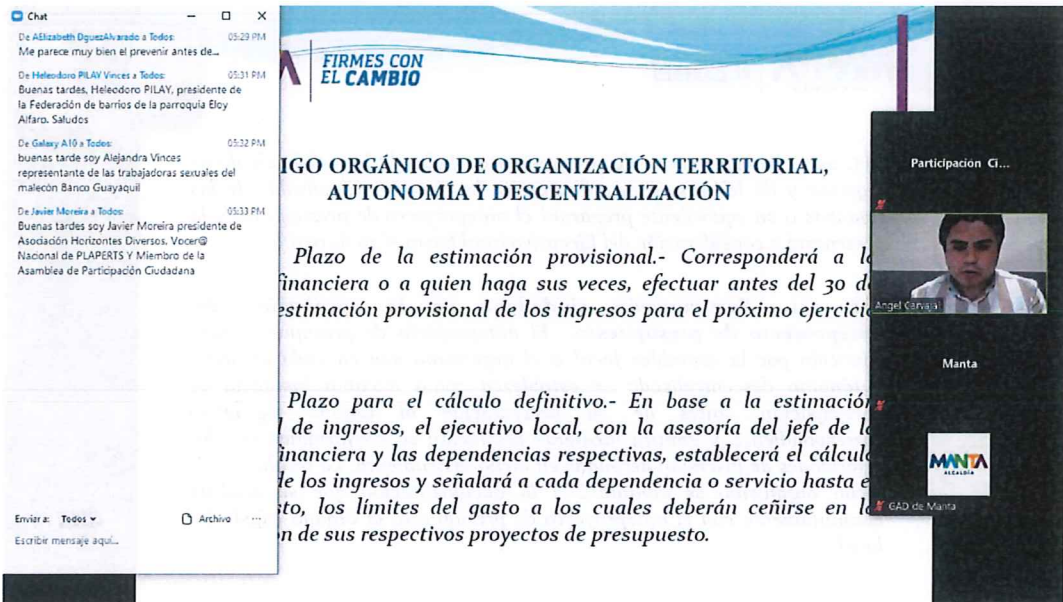 Chat
De AElizabeth DguezAlvarado a Todos: 05:29 PM
Me parece muy bien el prevenir antes de...
De Heleodoro PILAY Vinces a Todos: 05:31 PM
Buenas tardes, Heleodoro PILAY, presidente de
la Federación de barrios de la parroquia Eloy
Alfaro. Saludos
De Galaxy A10 a Todos: 05:32 PM
buenas tarde soy Alejandra Vinces
representante de las trabajadoras sexuales del
malecón Banco Guayaquil
De Javier Moreira a Todos: 05:33 PM
Buenas tardes soy Javier Moreira presidente de
Asociación Horizontes Diversos, Vocer@
Nacional de PLAPERTS Y Miembro de la
Asamblea de Participación Ciudadana
Enviar a: Todos
Archivo ...
Escribir mensaje aquí...
A
FIRMES CON
EL CAMBIO
IGO ORGÁNICO DE ORGANIZACIÓN TERRITORIAL,
AUTONOMÍA Y DESCENTRALIZACIÓN
Plazo de la estimación provisional.- Corresponderá a l
financiera o a quien haga sus veces, efectuar antes del 30 d
estimación provisional de los ingresos para el próximo ejercici
Plazo para el cálculo definitivo.- En base a la estimación
l de ingresos, el ejecutivo local, con la asesoría del jefe de l
financiera y las dependencias respectivas, establecerá el cálculo
de los ingresos y señalará a cada dependencia o servicio hasta e
sto, los límites del gasto a los cuales deberán ceñirse en l
ón de sus respectivos proyectos de presupuesto.
Participación Ci...
Angel Carvajal
Manta
MANTA
ALCALDÍA
GAD de Manta